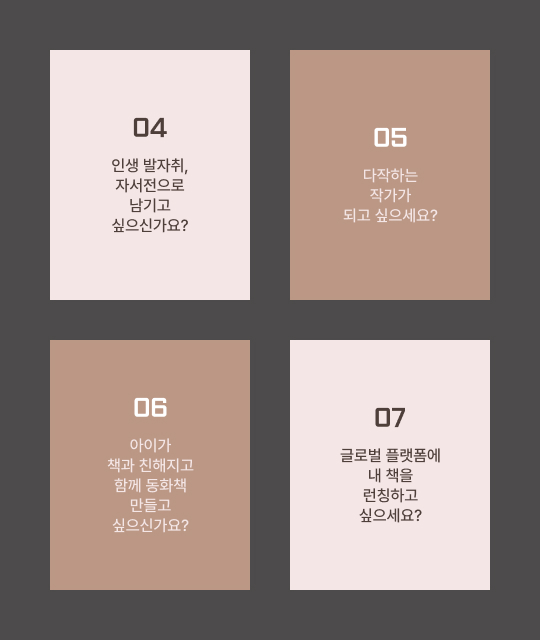 04
인생 발자취,
자서전으로
남기고
싶으신가요?
05
다작하는
작가가
되고 싶으세요?
06
아이가
책과 친해지고
함께 동화책
만들고
싶으신가요?
07
글로벌 플랫폼에
내 책을
런칭하고
싶으세요?